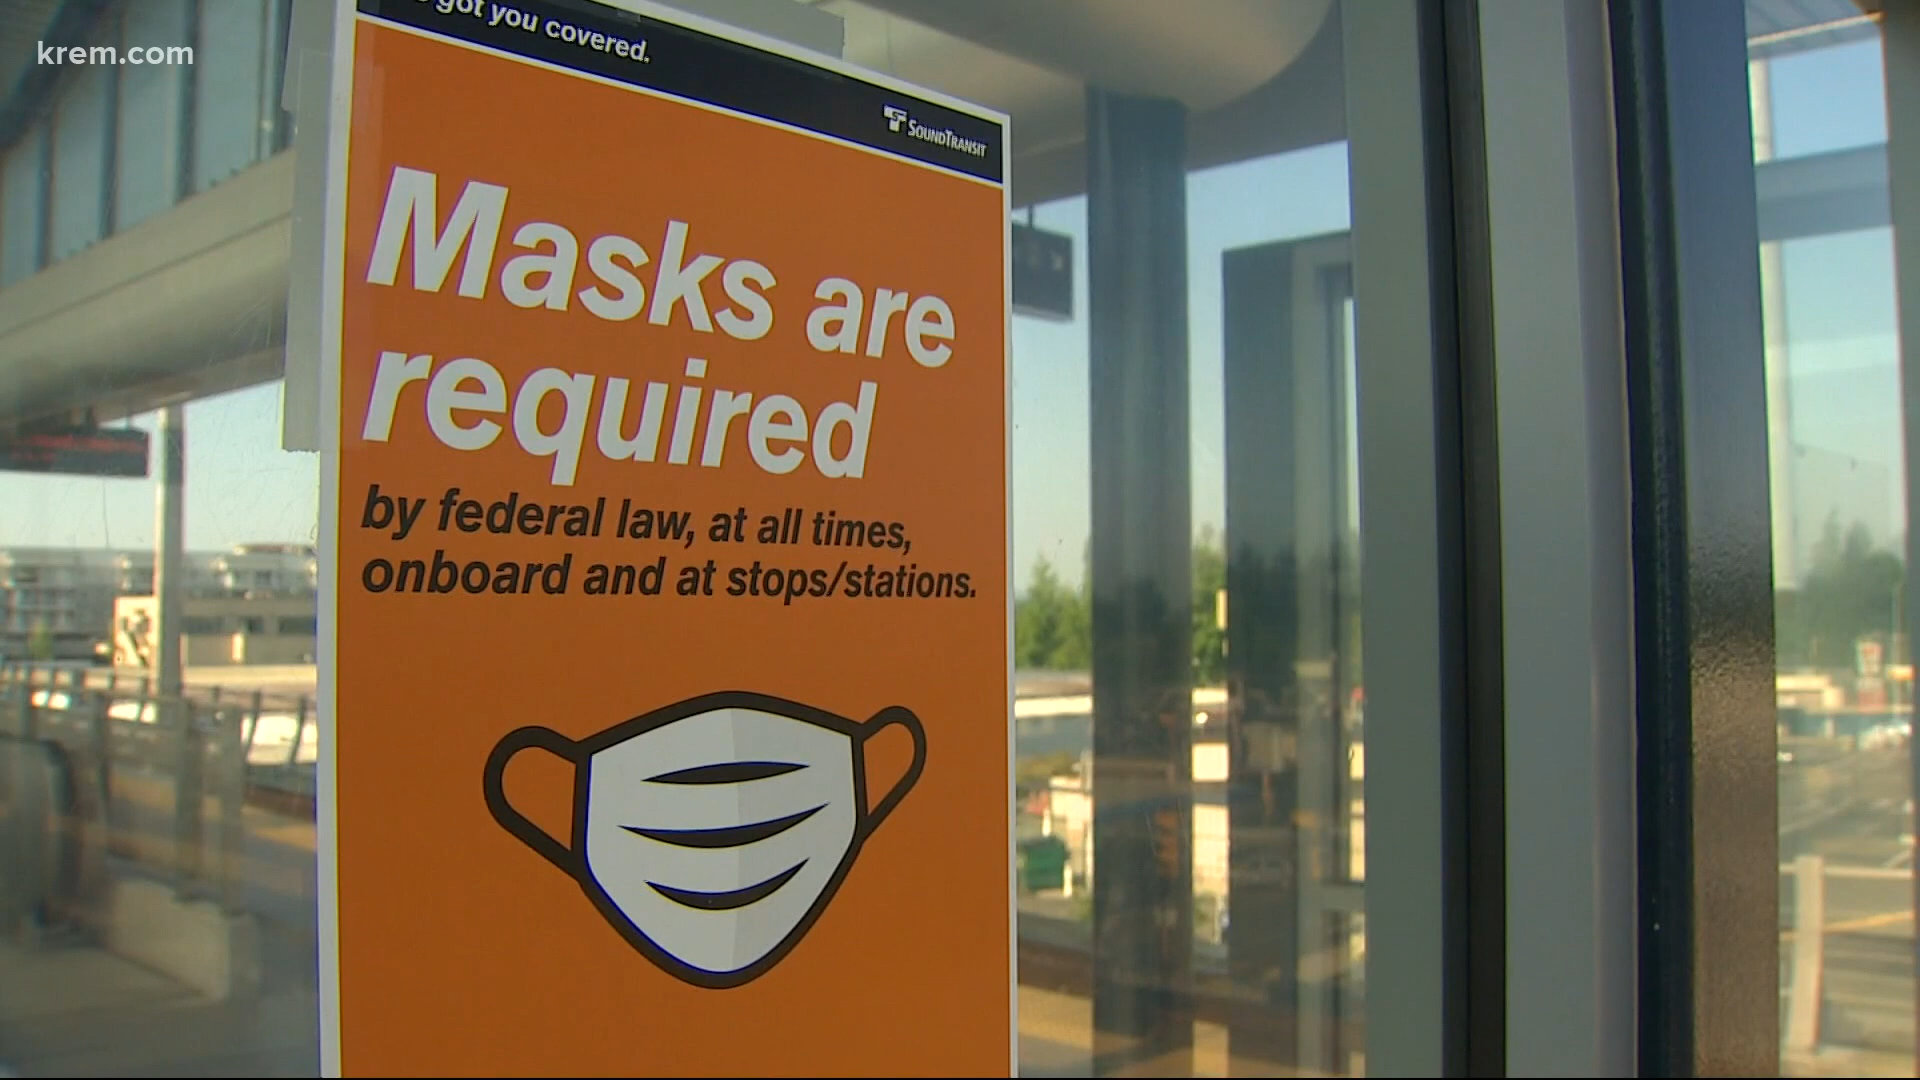 krem.com
got you covered.
SOUNDTRANSIT
Masks are
required
by federal law, at all times,
onboard and at stops/stations.